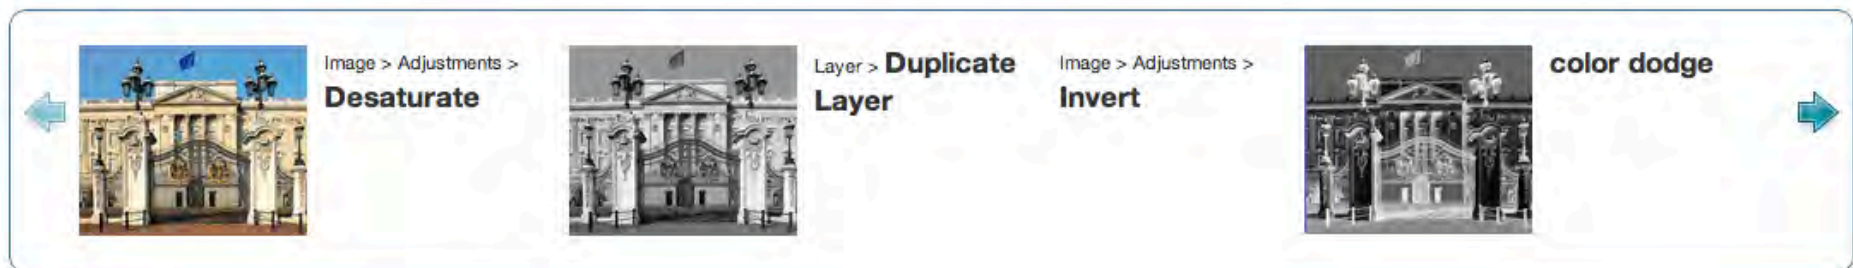 Image > Adjustments >
Desaturate
Layer > Duplicate
Layer
Image > Adjustments >
Invert
color dodge